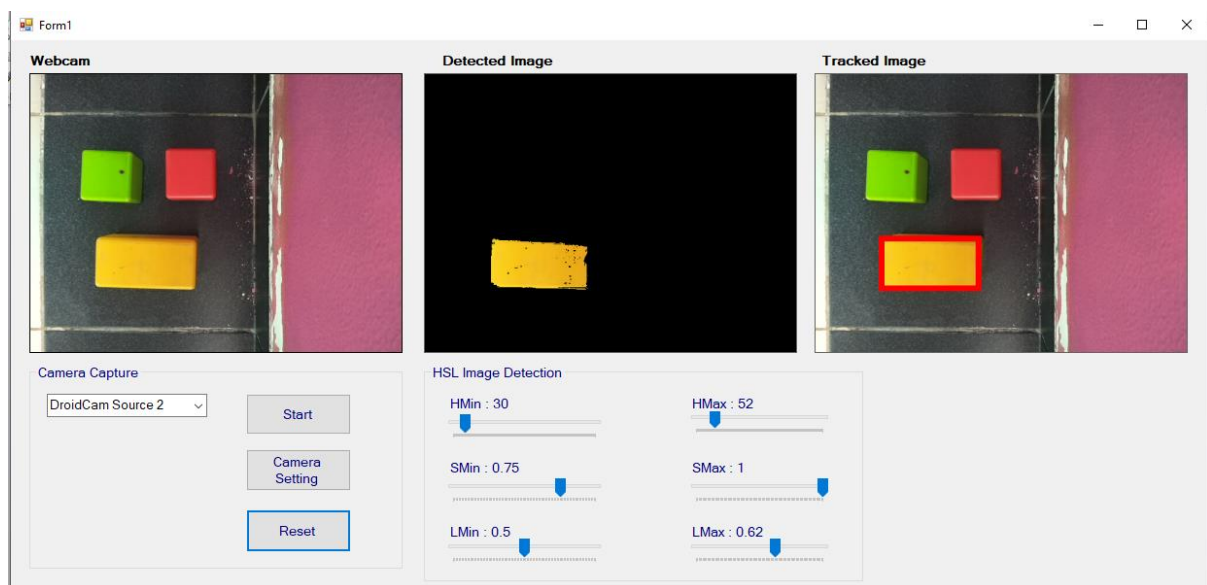 Form1
Webcam
Detected Image
Tracked Image
Camera Capture
DroidCam Source 2
Start
Camera
Setting
Reset
HSL Image Detection
HMin : 30
HMax : 52
SMin : 0.75
SMax : 1
LMin : 0.5
LMax : 0.62